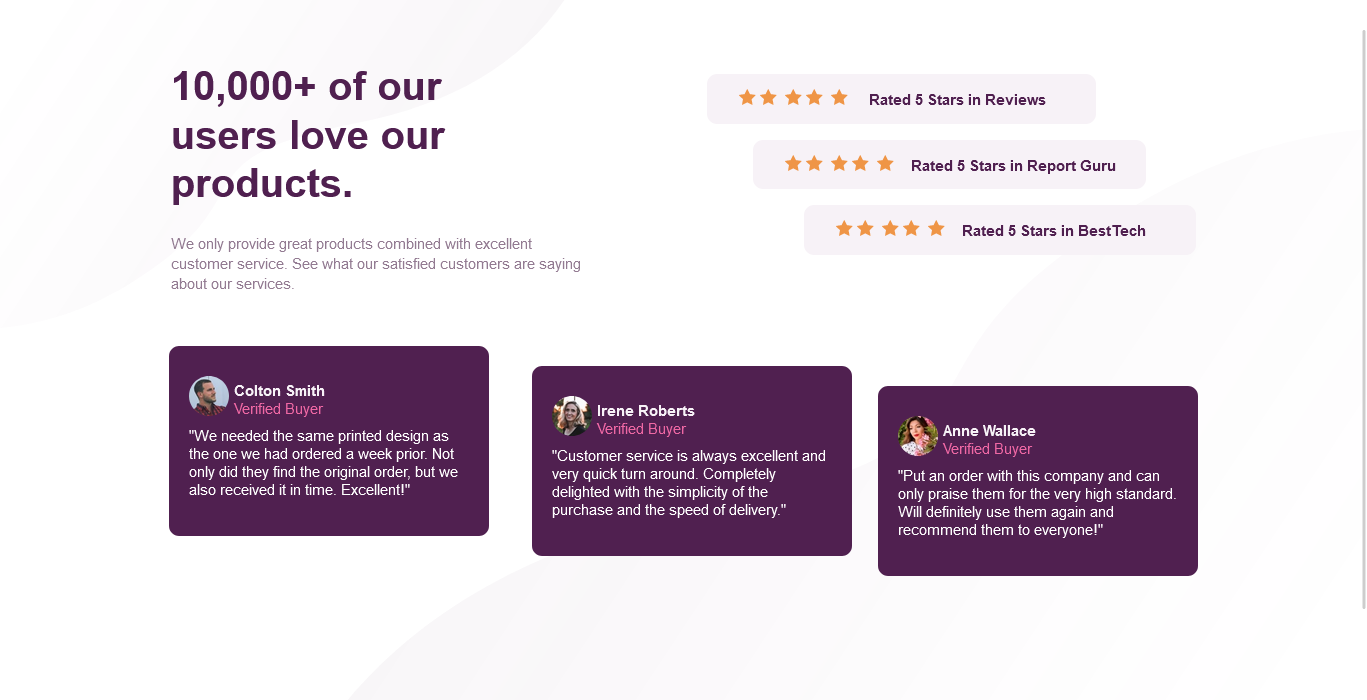 10,000+ of our
users love our
products.
We only provide great products combined with excellent
customer service. See what our satisfied customers are saying
about our services.
Rated 5 Stars in Reviews
Rated 5 Stars in Report Guru
Rated 5 Stars in BestTech
Colton Smith
Verified Buyer
"We needed the same printed design as
the one we had ordered a week prior. Not
only did they find the original order, but we
also received it in time. Excellent!"
Irene Roberts
Verified Buyer
"Customer service is always excellent and
very quick turn around. Completely
delighted with the simplicity of the
purchase and the speed of delivery."
Anne Wallace
Verified Buyer
"Put an order with this company and can
only praise them for the very high standard.
Will definitely use them again and
recommend them to everyone!"